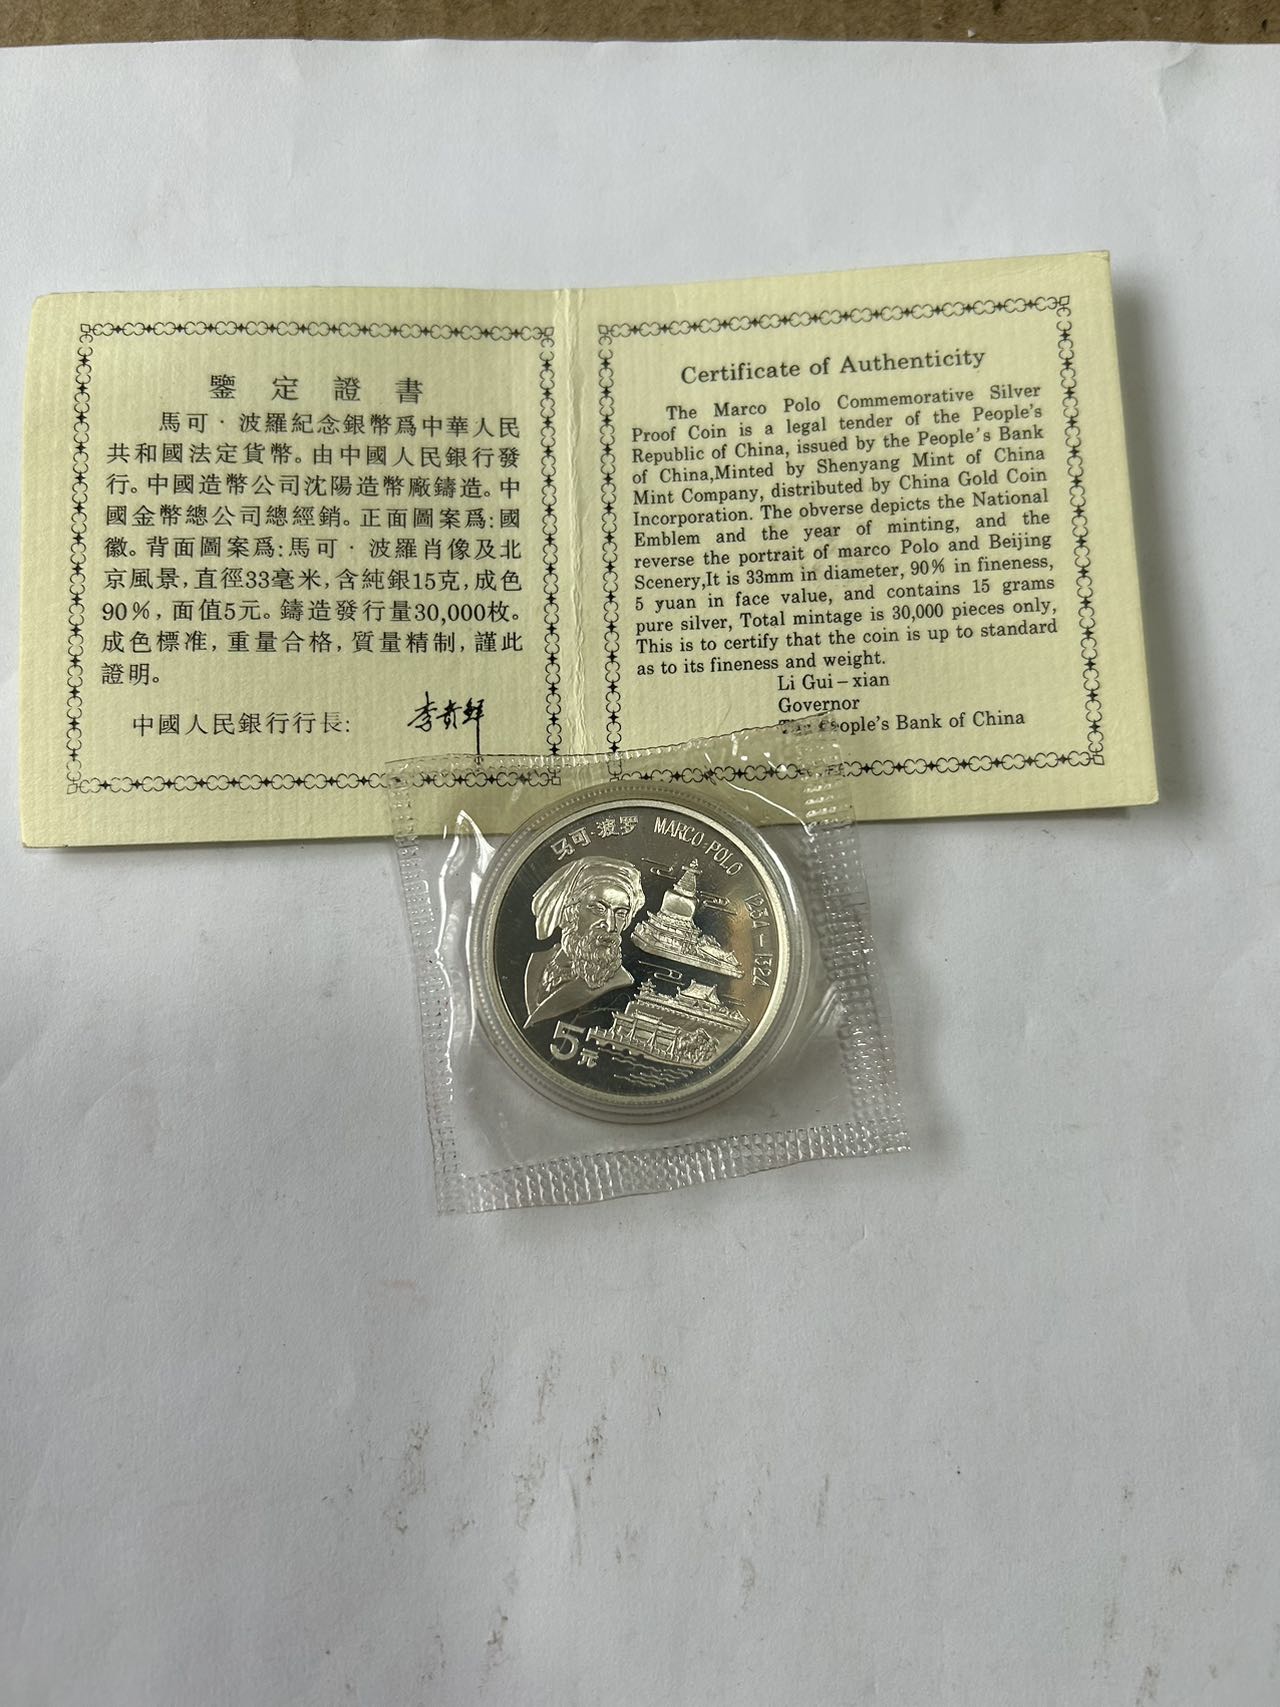 鑒定證書
馬可·波羅紀念銀幣爲中華人民
共和國法定貨幣。由中國人民銀行發
行。中國造幣公司沈陽造幣廠鑄造。中
國金幣總公司總經銷。正面圖案爲:國
徽。背面圖案爲:馬可·波羅肖像及北
京風景,直徑33毫米,含純銀15克,成色
90%,面值5元。鑄造發行量30,000枚。
成色標准,重量合格,質量精制,謹此
證明。
中國人民銀行行長:
李貴鮮
Certificate of Authenticity
The Marco Polo Commemorative Silver
Proof Coin is a legal tender of the People's
Republic of China, issued by the People's Bank
of China,Minted by Shenyang Mint of China
Mint Company, distributed by China Gold Coin
Incorporation. The obverse depicts the National
Emblem and the year of minting, and the
reverse the portrait of marco Polo and Beijing
Scenery,It is 33mm in diameter, 90% in fineness,
5 yuan in face value, and contains 15 grams
pure silver, Total mintage is 30,000 pieces only,
This is to certify that the coin is up to standard
as to its fineness and weight.
Li Gui-xian
Governor
The People's Bank of China
马可·波罗 MARCO·POLO 1254-1324
5元